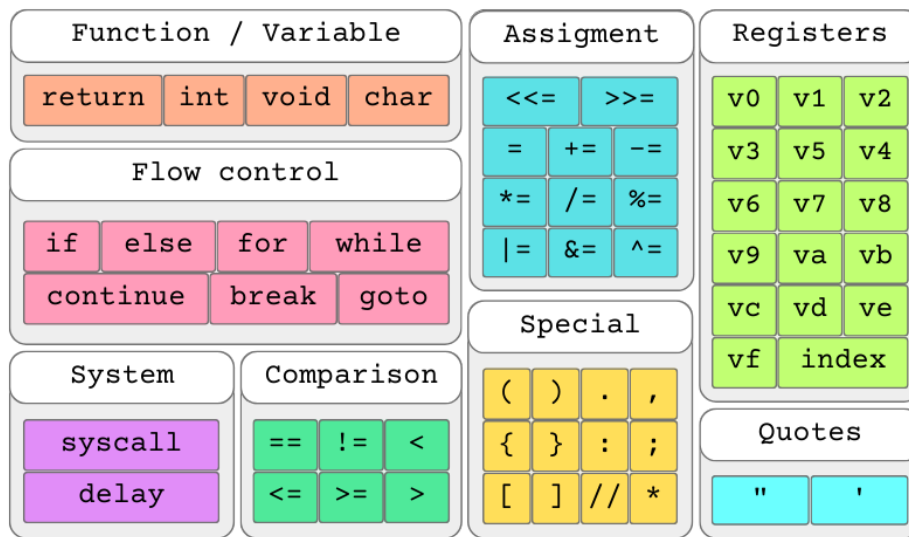 Function / Variable
return int void char
Flow control
if else for while
continue break goto
System
syscall
delay
Comparison
== != <
<= >= >
Assigment
<<= >>=
= += -=
*= /= %=
|= &= ^=
Special
( ) . ,
{ } : ;
[ ] // *
Registers
v0 v1 v2
v3 v5 v4
v6 v7 v8
v9 va vb
vc vd ve
vf index
Quotes
" '